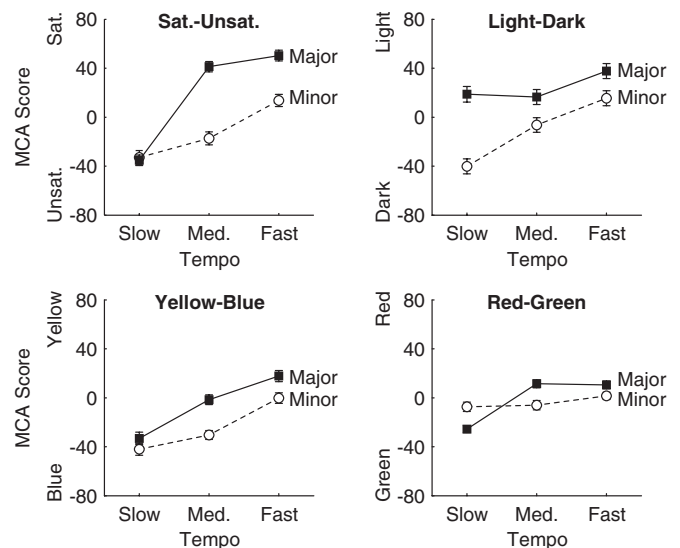 Sat.-Unsat.
Sat.
80
40
0
-40
-80
Unsat.
MCA Score
Major
Minor
Slow Med. Fast
Tempo
Light-Dark
Light
80
40
0
-40
-80
Dark
Major
Minor
Slow Med. Fast
Tempo
Yellow-Blue
Yellow
80
40
0
-40
-80
Blue
MCA Score
Major
Minor
Slow Med. Fast
Tempo
Red-Green
Red
80
40
0
-40
-80
Green
Major
Minor
Slow Med. Fast
Tempo